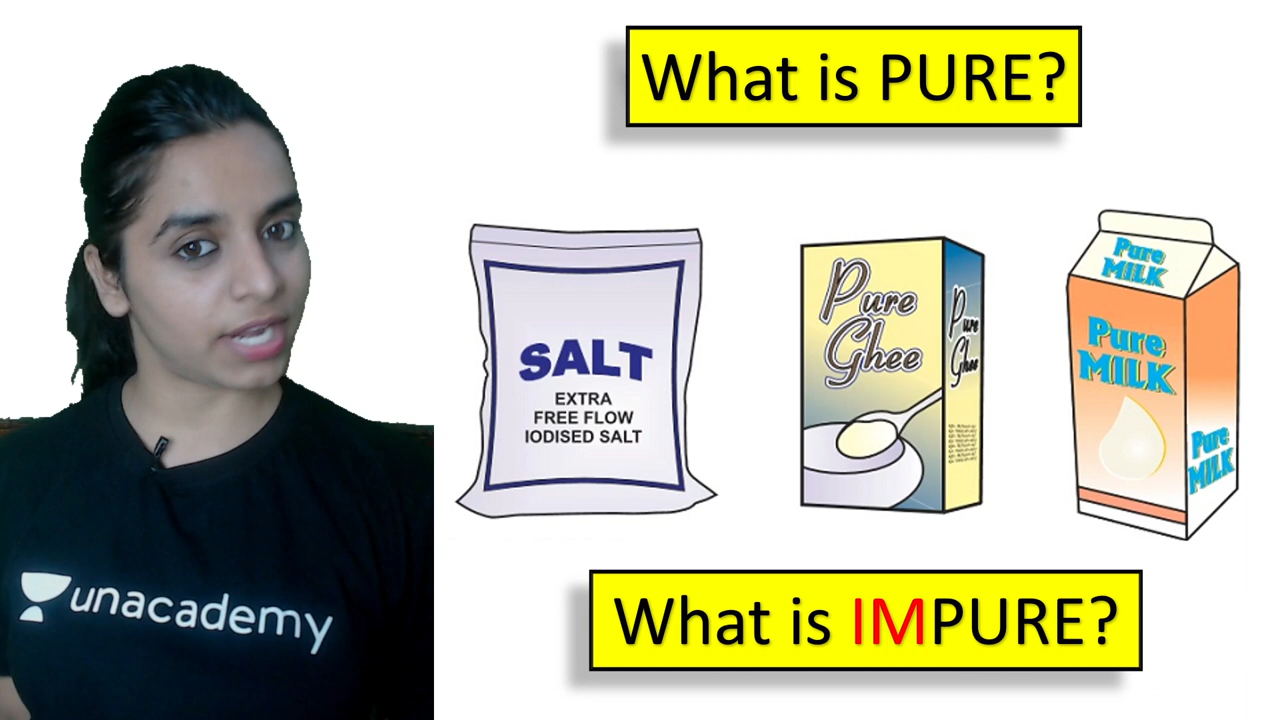 What is PURE?
SALT
EXTRA
FREE FLOW
IODISED SALT
Pure
Ghee
Pure
Ghee
Pure
MILK
Pure
MILK
Pure
MILK
unacademy
What is IMPURE?